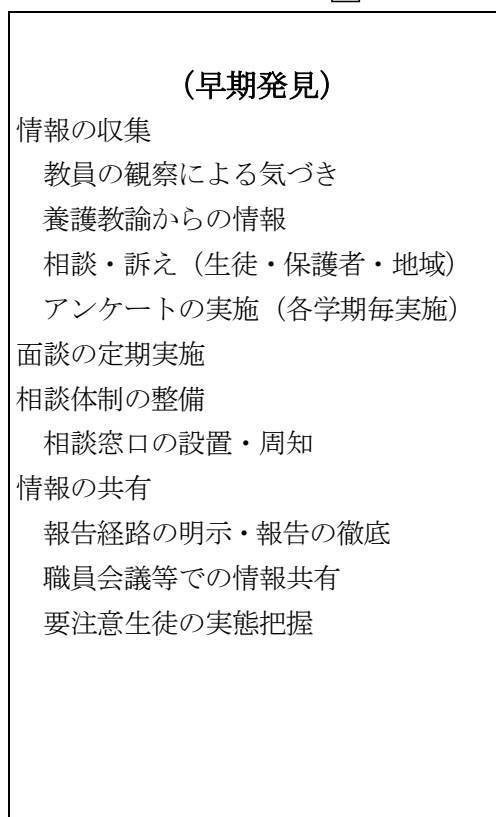 （早期発見）
情報の収集
教員の観察による気づき
養護教諭からの情報
相談・訴え（生徒・保護者・地域）
アンケートの実施（各学期毎実施）
面談の定期実施
相談体制の整備
相談窓口の設置・周知
情報の共有
報告経路の明示・報告の徹底
職員会議等での情報共有
要注意生徒の実態把握